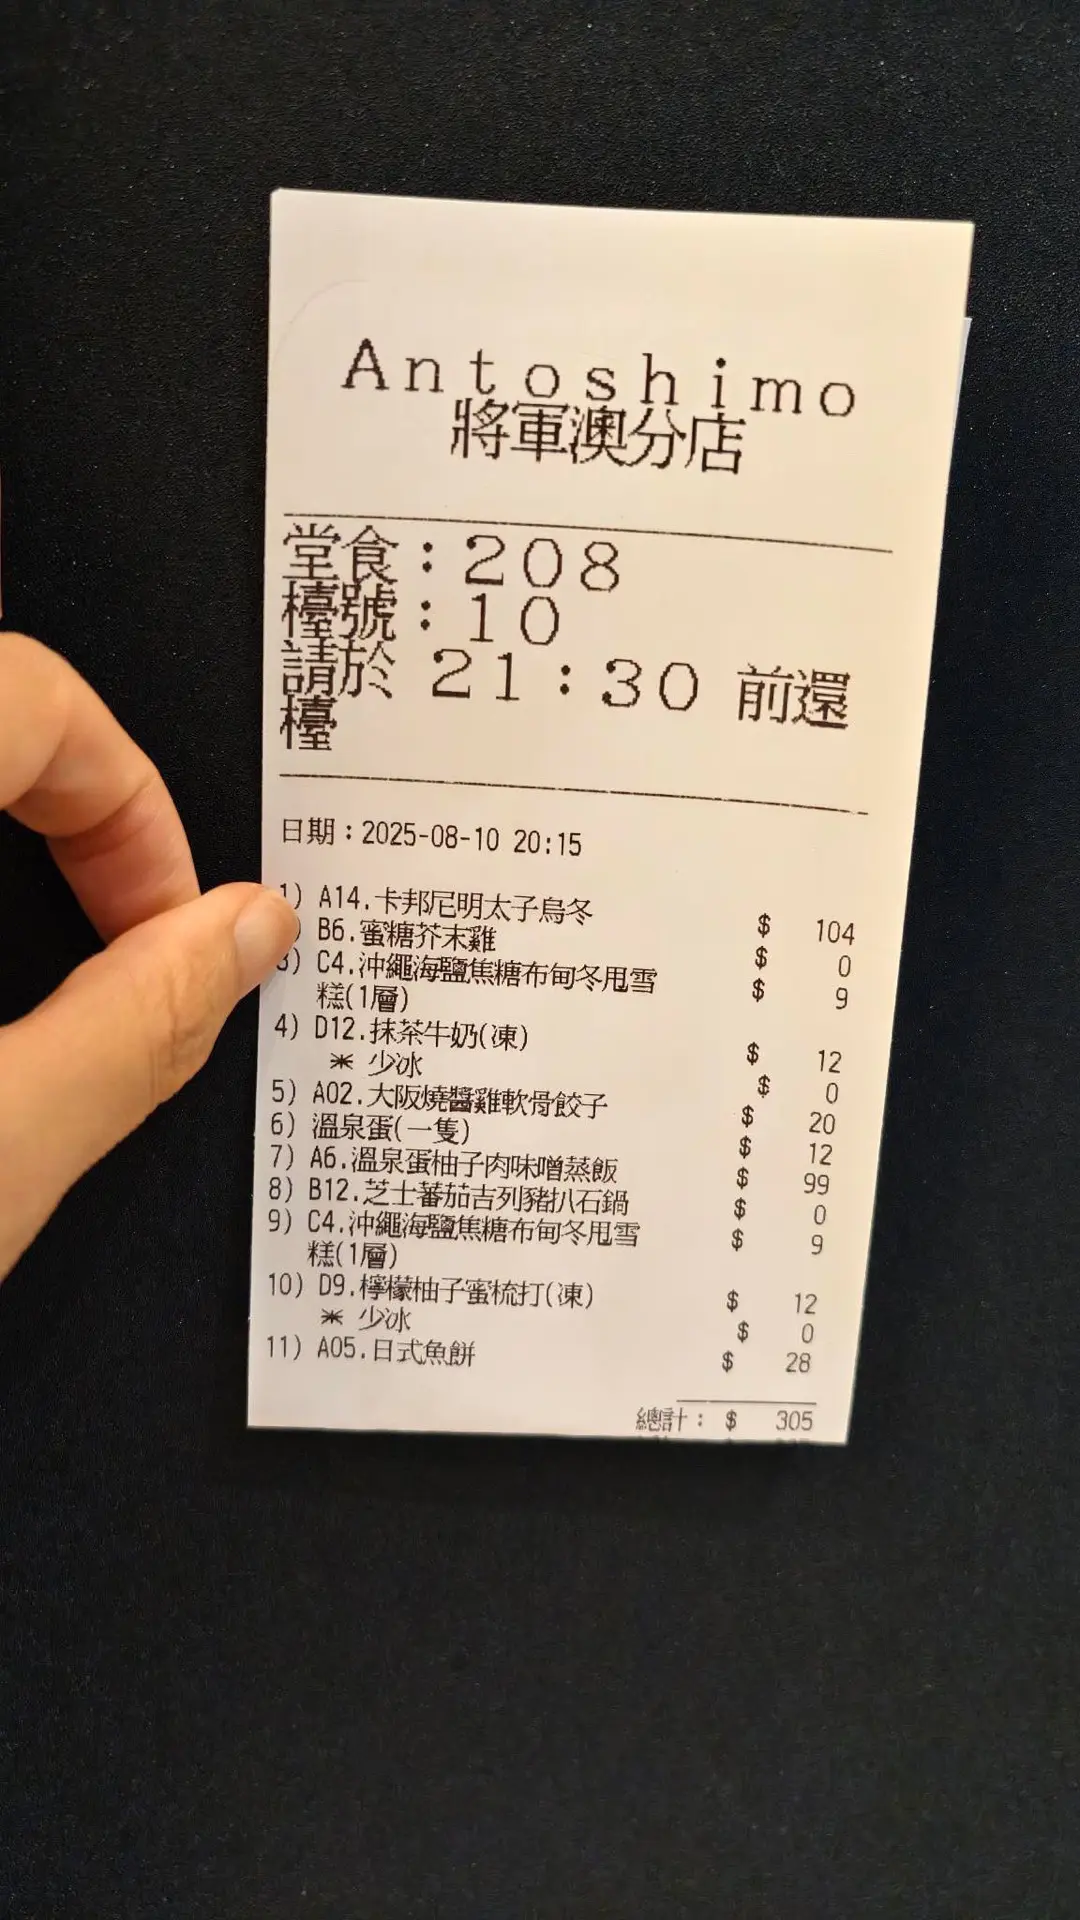 Antoshimo
將軍澳分店
堂食：208
檯號：10
請於 21：30 前還
檯
日期：2025-08-10 20:15
1) A14.卡邦尼明太子烏冬 $ 104
) B6.蜜糖芥末雞 $ 0
3) C4.沖繩海鹽焦糖布甸冬甩雪 $ 9
糕(1層)
4) D12.抹茶牛奶(凍) $ 12
* 少冰 $ 0
5) A02.大阪燒醬雞軟骨餃子 $ 20
6) 溫泉蛋(一隻) $ 12
7) A6.溫泉蛋柚子肉味噌蒸飯 $ 99
8) B12.芝士蕃茄吉列豬扒石鍋 $ 0
9) C4.沖繩海鹽焦糖布甸冬甩雪 $ 9
糕(1層)
10) D9.檸檬柚子蜜梳打(凍) $ 12
* 少冰 $ 0
11) A05.日式魚餅 $ 28
總計： $ 305